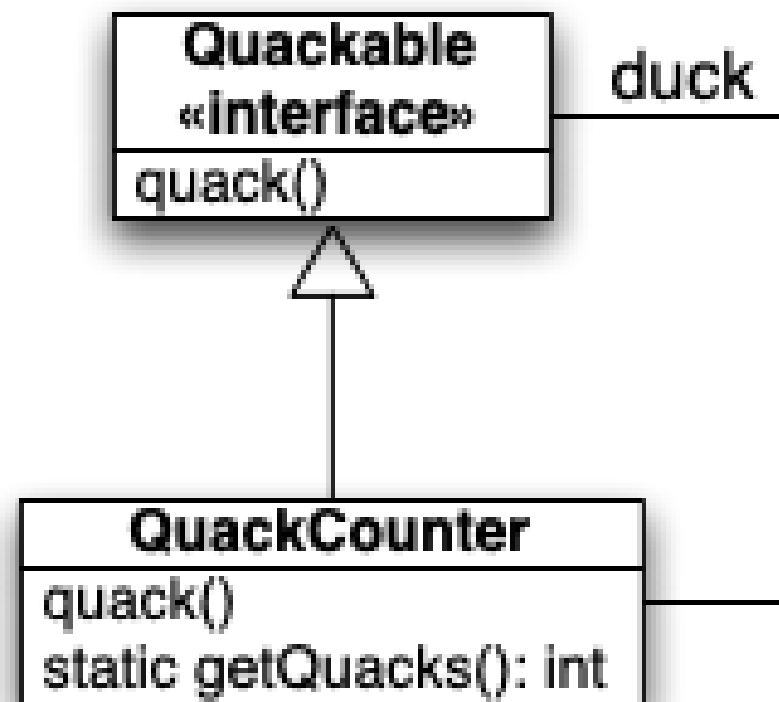 Quackable
«interface»
duck
quack()
QuackCounter
quack()
static getQuacks(): int